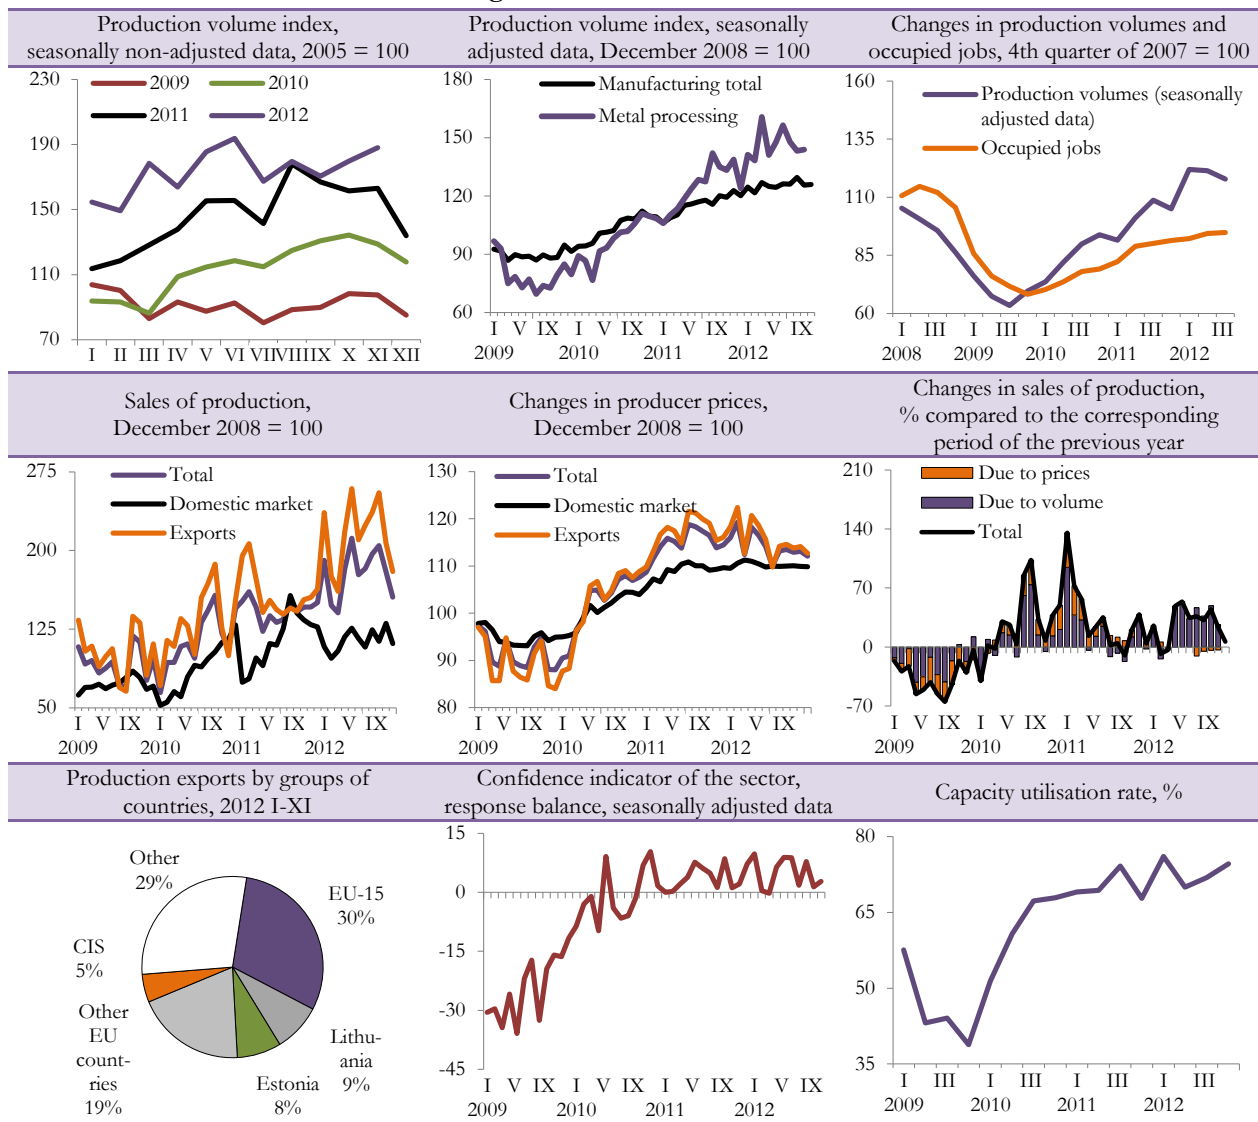 Production volume index,
seasonally non-adjusted data, 2005 = 100
230
190
150
110
70
2009
2010
2011
2012
I II III IV V VI VII VIII IX X XI XII
Production volume index, seasonally
adjusted data, December 2008 = 100
180
150
120
90
60
Manufacturing total
Metal processing
I V IX I V IX I V IX I V IX
2009 2010 2011 2012
Changes in production volumes and
occupied jobs, 4th quarter of 2007 = 100
160
135
110
85
60
Production volumes (seasonally
adjusted data)
Occupied jobs
I III I III I III I III I III
2008 2009 2010 2011 2012
Sales of production,
December 2008 = 100
275
200
125
50
Total
Domestic market
Exports
I V IX I V IX I V IX I V IX
2009 2010 2011 2012
Changes in producer prices,
December 2008 = 100
130
120
110
100
90
80
Total
Domestic market
Exports
I V IX I V IX I V IX I V IX
2009 2010 2011 2012
Changes in sales of production,
% compared to the corresponding
period of the previous year
210
140
70
0
-70
Due to prices
Due to volume
Total
I V IX I V IX I V IX I V IX
2009 2010 2011 2012
Production exports by groups of
countries, 2012 I-XI
Other
29%
EU-15
30%
CIS
5%
Other
EU
count-
ries
19%
Estonia
8%
Lithu-
ania
9%
Confidence indicator of the sector,
response balance, seasonally adjusted data
15
0
-15
-30
-45
I V IX I V IX I V IX I V IX
2009 2010 2011 2012
Capacity utilisation rate, %
80
65
50
35
I III I III I III I III
2009 2010 2011 2012